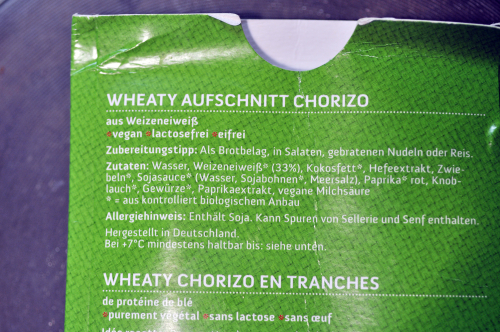 WHEATY AUFSCHNITT CHORIZO
aus Weizeneiweiß
vegan lactosefrei eifrei
Zubereitungstipp: Als Brotbelag, in Salaten, gebratenen Nudeln oder Reis.
Zutaten: Wasser, Weizeneiweiß* (33%), Kokosfett*, Hefeextrakt, Zwie-
beln*, Sojasauce* (Wasser, Sojabohnen*, Meersalz), Paprika* rot, Knob-
lauch*, Gewürze*, Paprikaextrakt, vegane Milchsäure
* = aus kontrolliert biologischem Anbau
Allergiehinweis: Enthält Soja. Kann Spuren von Sellerie und Senf enthalten.
Hergestellt in Deutschland.
Bei +7°C mindestens haltbar bis: siehe unten.
WHEATY CHORIZO EN TRANCHES
de protéine de blé
purement végétal sans lactose sans œuf